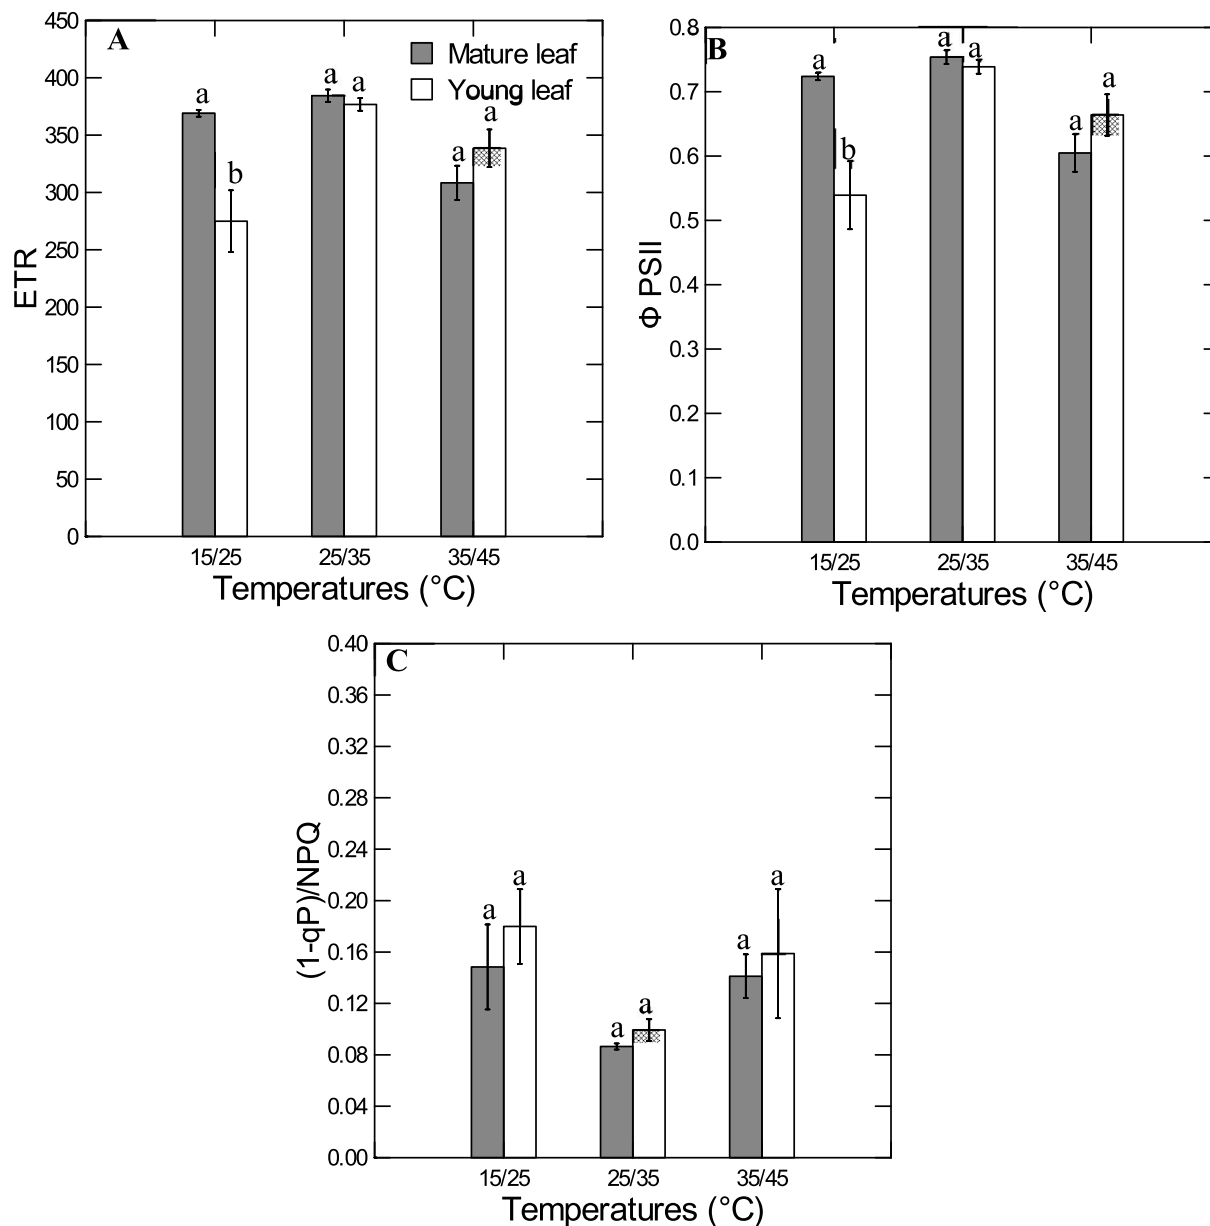 A
Mature leaf
Young leaf
450
400
350
300
250
200
150
100
50
0
ETR
a
b
a
a
a
a
15/25
25/35
35/45
Temperatures (°C)
B
0.8
0.7
0.6
0.5
0.4
0.3
0.2
0.1
0.0
Φ PSII
a
b
a
a
a
a
15/25
25/35
35/45
Temperatures (°C)
C
0.40
0.36
0.32
0.28
0.24
0.20
0.16
0.12
0.08
0.04
0.00
(1-qP)/NPQ
a
a
a
a
a
a
15/25
25/35
35/45
Temperatures (°C)